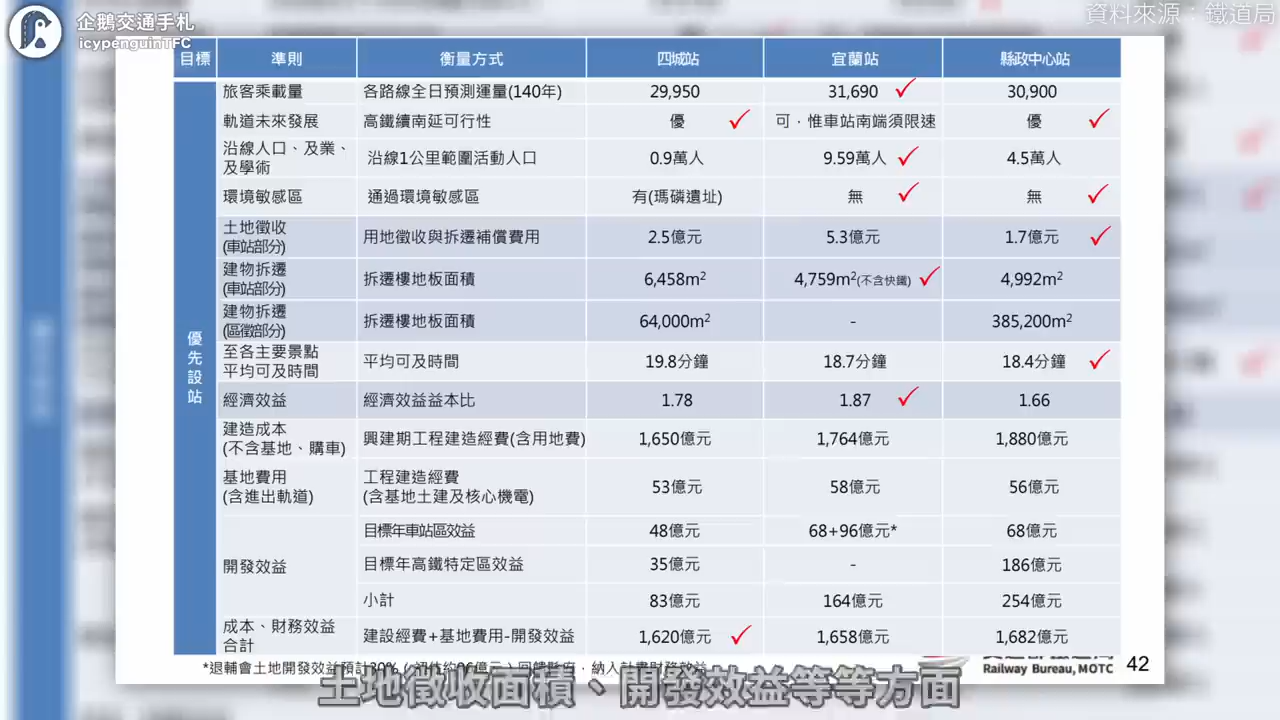 企鵝交通手札
icypenguinTFC
資料來源：鐵道局
目標 準則 衡量方式 四城站 宜蘭站 縣政中心站
優先設站
旅客乘載量 各路線全日預測運量(140年) 29,950 31,690 30,900
軌道未來發展 高鐵續南延可行性 優 可，惟車站南端須限速 優
沿線人口、及業、
及學術 沿線1公里範圍活動人口 0.9萬人 9.59萬人 4.5萬人
環境敏感區 通過環境敏感區 有(瑪磷遺址) 無 無
土地徵收
(車站部分) 用地徵收與拆遷補償費用 2.5億元 5.3億元 1.7億元
建物拆遷
(車站部分) 拆遷樓地板面積 6,458m² 4,759m²(不含快鐵) 4,992m²
建物拆遷
(區徵部分) 拆遷樓地板面積 64,000m² - 385,200m²
至各主要景點
平均可及時間 平均可及時間 19.8分鐘 18.7分鐘 18.4分鐘
經濟效益 經濟效益益本比 1.78 1.87 1.66
建造成本
(不含基地、購車) 興建期工程建造經費(含用地費) 1,650億元 1,764億元 1,880億元
基地費用
(含進出軌道) 工程建造經費
(含基地土建及核心機電) 53億元 58億元 56億元
開發效益 目標年車站區效益 48億元 68+96億元* 68億元
目標年高鐵特定區效益 35億元 - 186億元
小計 83億元 164億元 254億元
成本、財務效益
合計 建設經費+基地費用-開發效益 1,620億元 1,658億元 1,682億元
*退輔會土地開發效益預計30%
Railway Bureau, MOTC 42
土地徵收面積、開發效益等等方面